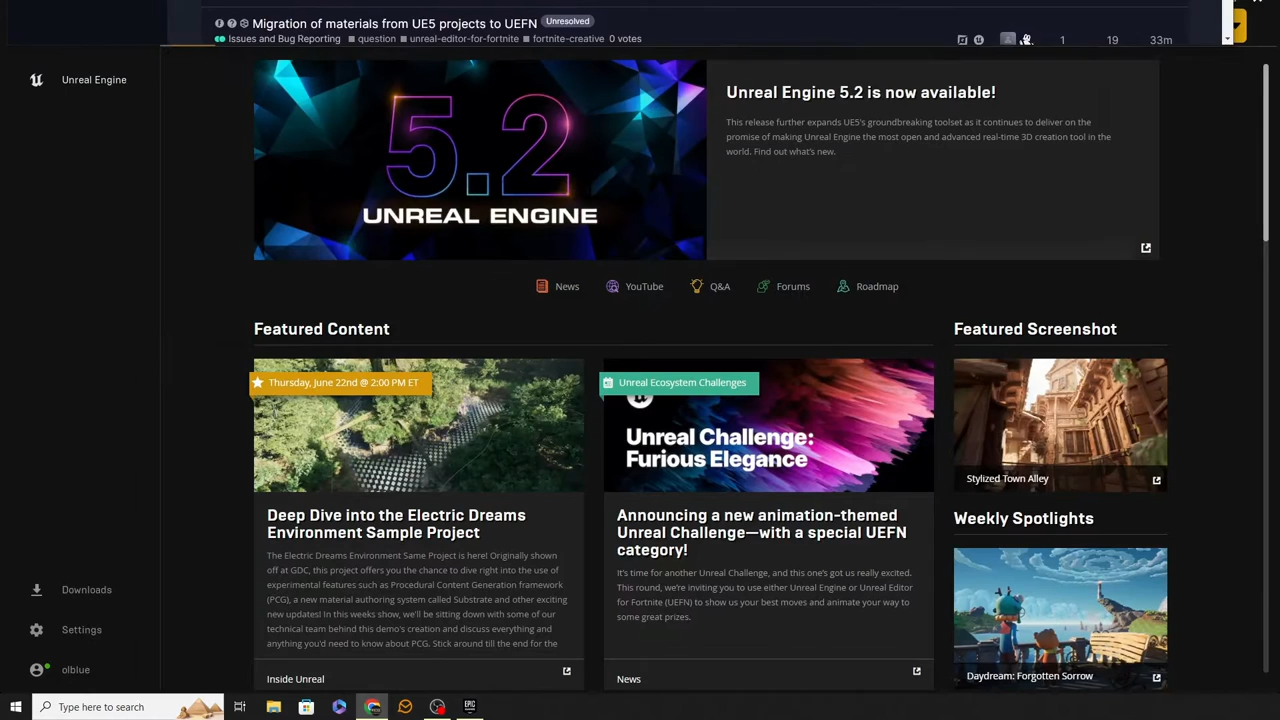 Migration of materials from UE5 projects to UEFN Unresolved
Issues and Bug Reporting question unreal-editor-for-fortnite fortnite-creative 0 votes
1 19 33m
Unreal Engine
5.2
UNREAL ENGINE
Unreal Engine 5.2 is now available!
This release further expands UE5's groundbreaking toolset as it continues to deliver on the
promise of making Unreal Engine the most open and advanced real-time 3D creation tool in the
world. Find out what's new.
News YouTube Q&A Forums Roadmap
Featured Content
Thursday, June 22nd @ 2:00 PM ET
Deep Dive into the Electric Dreams
Environment Sample Project
The Electric Dreams Environment Same Project is here! Originally shown
off at GDC, this project offers you the chance to dive right into the use of
experimental features such as Procedural Content Generation framework
(PCG), a new material authoring system called Substrate and other exciting
new updates! In this weeks show, we'll be sitting down with some of our
technical team behind this demo's creation and discuss everything and
anything you'd need to know about PCG. Stick around till the end for the
Inside Unreal
Unreal Ecosystem Challenges
Unreal Challenge:
Furious Elegance
Announcing a new animation-themed
Unreal Challenge—with a special UEFN
category!
It's time for another Unreal Challenge, and this one's got us really excited.
This round, we're inviting you to use either Unreal Engine or Unreal Editor
for Fortnite (UEFN) to show us your best moves and animate your way to
some great prizes.
News
Featured Screenshot
Stylized Town Alley
Weekly Spotlights
Daydream: Forgotten Sorrow
Downloads
Settings
olblue
Type here to search
EPIC